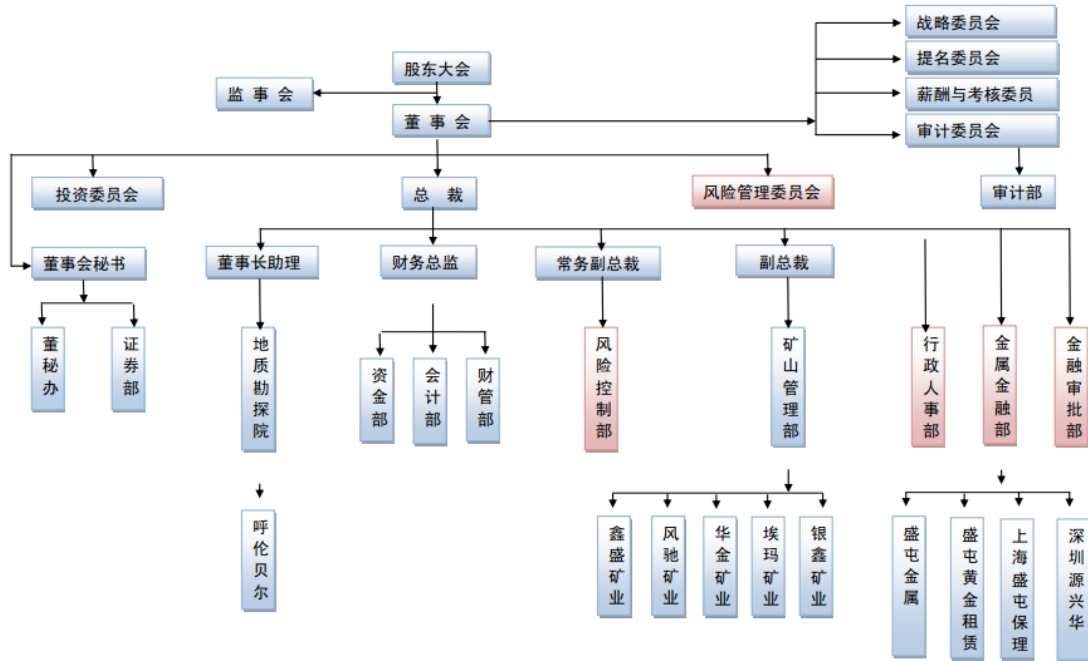 战略委员会
股东大会
提名委员会
监 事 会
薪酬与考核委员
董 事 会
审计委员会
投资委员会
总 裁
风险管理委员会
审计部
董事会秘书
董事长助理
财务总监
常务副总裁
副总裁
董秘办
证券部
地质勘探院
资金部
会计部
财管部
风险控制部
矿山管理部
行政人事部
金属金融部
金融审批部
呼伦贝尔
鑫盛矿业
风驰矿业
华金矿业
埃玛矿业
银鑫矿业
盛屯金属
盛屯黄金租赁
上海盛屯保理
深圳源兴华